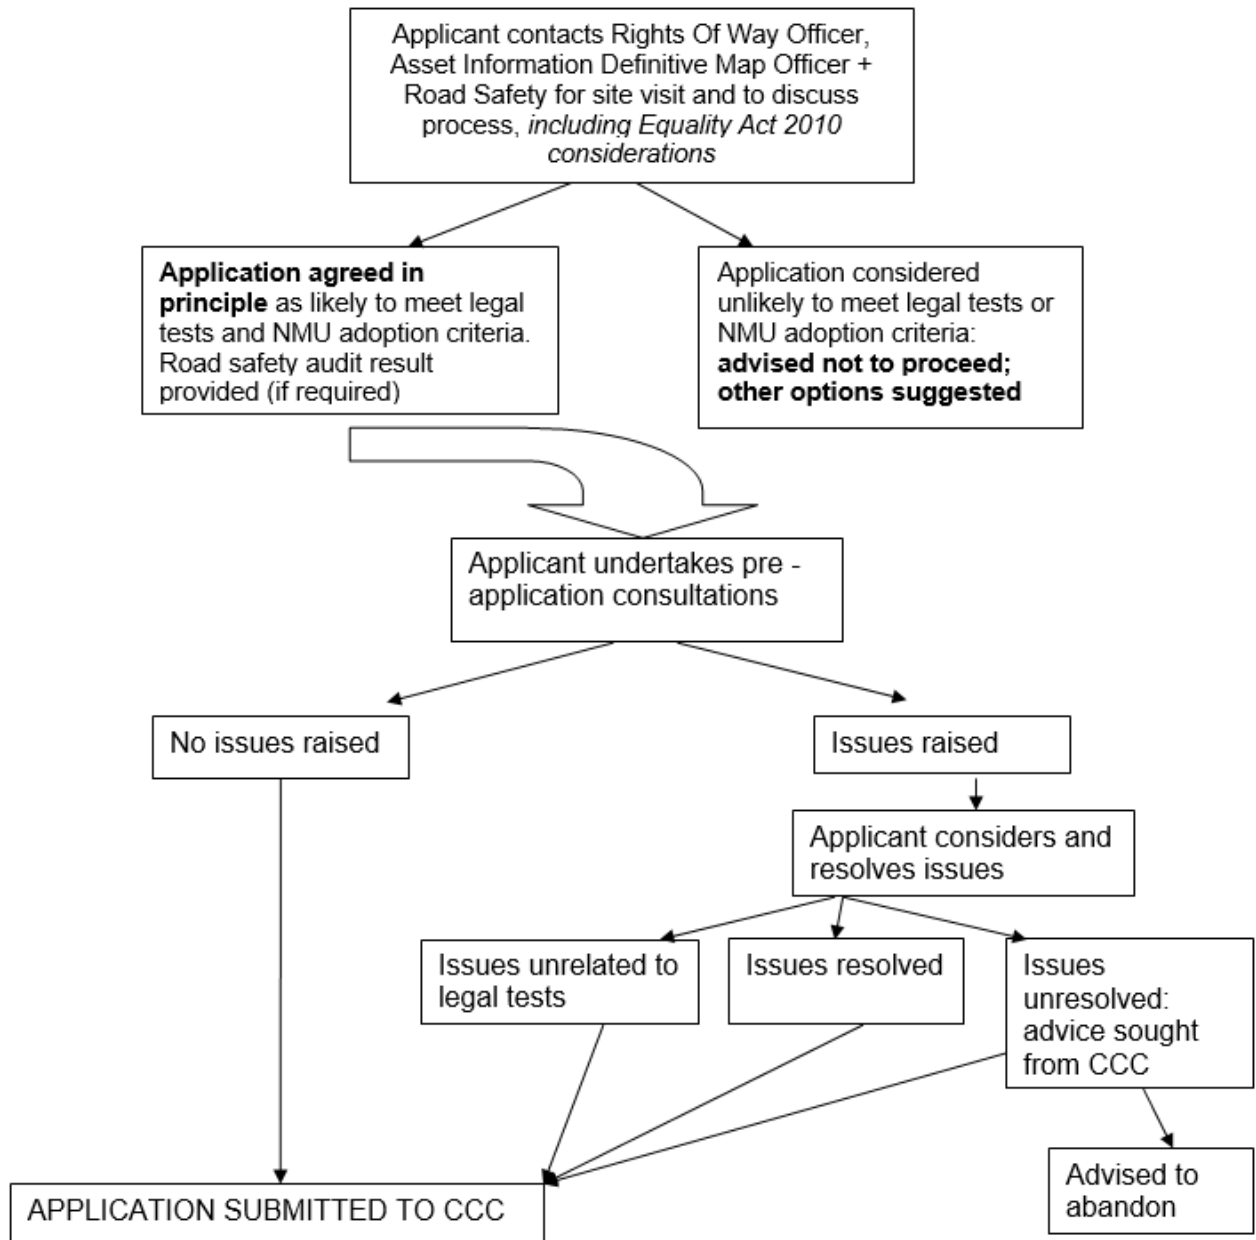 Applicant contacts Rights Of Way Officer,
Asset Information Definitive Map Officer +
Road Safety for site visit and to discuss
process, including Equality Act 2010
considerations
Application agreed in
principle as likely to meet legal
tests and NMU adoption criteria.
Road safety audit result
provided (if required)
Application considered
unlikely to meet legal tests or
NMU adoption criteria:
advised not to proceed;
other options suggested
Applicant undertakes pre -
application consultations
No issues raised
Issues raised
Applicant considers and
resolves issues
Issues unrelated to
legal tests
Issues resolved
Issues
unresolved:
advice sought
from CCC
Advised to
abandon
APPLICATION SUBMITTED TO CCC